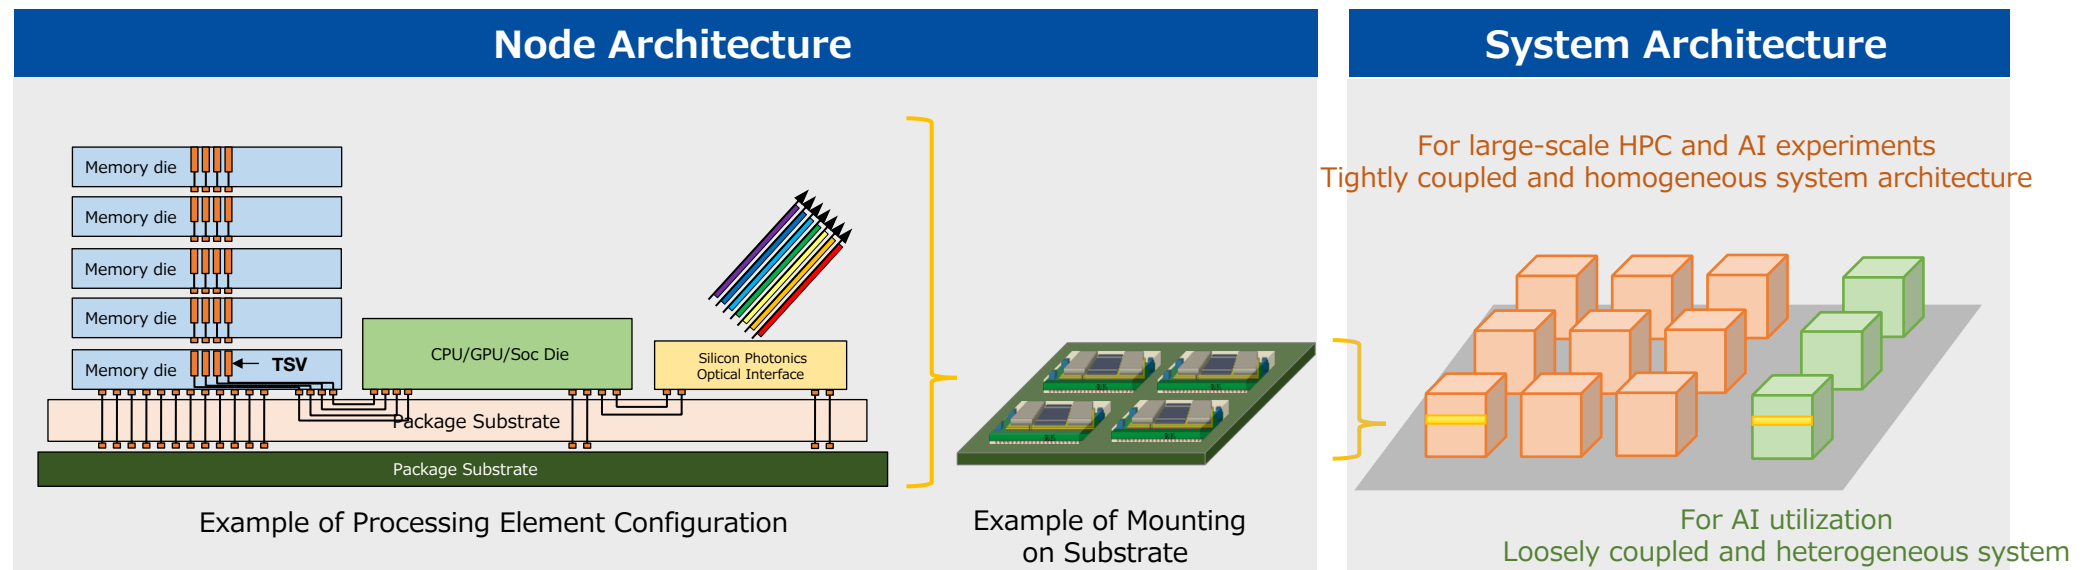 Node Architecture
System Architecture
Memory die
Memory die
Memory die
Memory die
Memory die
TSV
CPU/GPU/Soc Die
Silicon Photonics
Optical Interface
Package Substrate
Package Substrate
Example of Processing Element Configuration
Example of Mounting
on Substrate
For large-scale HPC and AI experiments
Tightly coupled and homogeneous system architecture
For AI utilization
Loosely coupled and heterogeneous system